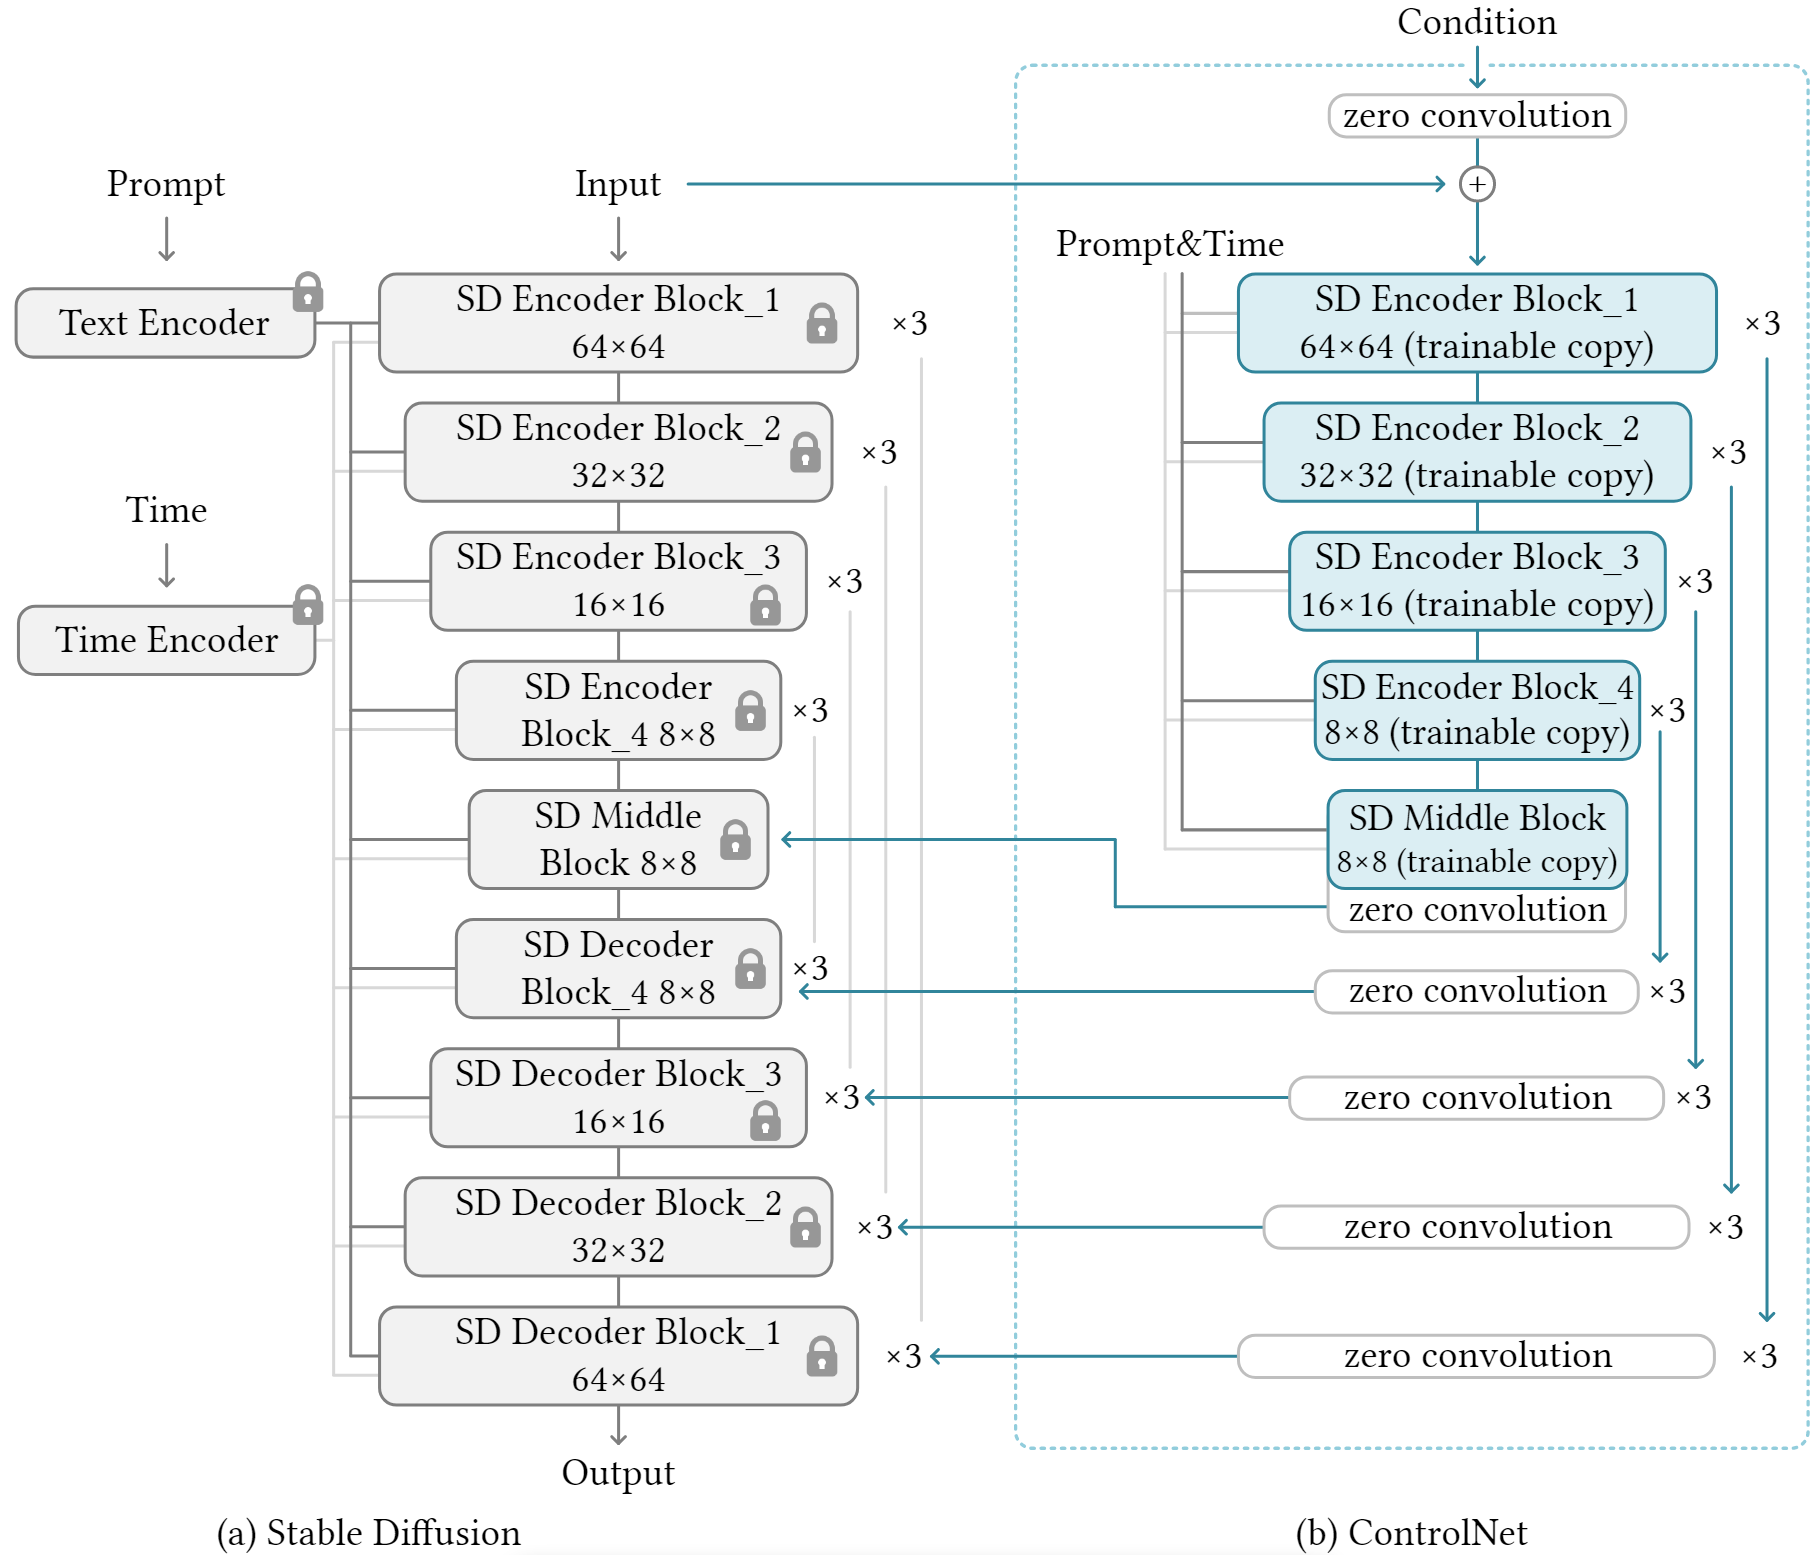 Condition
zero convolution
Prompt
Input
+
Prompt&Time
Text Encoder
SD Encoder Block_1
64×64
×3
SD Encoder Block_1
64×64 (trainable copy)
×3
SD Encoder Block_2
32×32
×3
SD Encoder Block_2
32×32 (trainable copy)
×3
Time
SD Encoder Block_3
16×16
×3
SD Encoder Block_3
16×16 (trainable copy)
×3
Time Encoder
SD Encoder
Block_4 8×8
×3
SD Encoder Block_4
8×8 (trainable copy)
×3
SD Middle
Block 8×8
SD Middle Block
8×8 (trainable copy)
zero convolution
SD Decoder
Block_4 8×8
×3
zero convolution
×3
SD Decoder Block_3
16×16
×3
zero convolution
×3
SD Decoder Block_2
32×32
×3
zero convolution
×3
SD Decoder Block_1
64×64
×3
zero convolution
×3
Output
(a) Stable Diffusion
(b) ControlNet